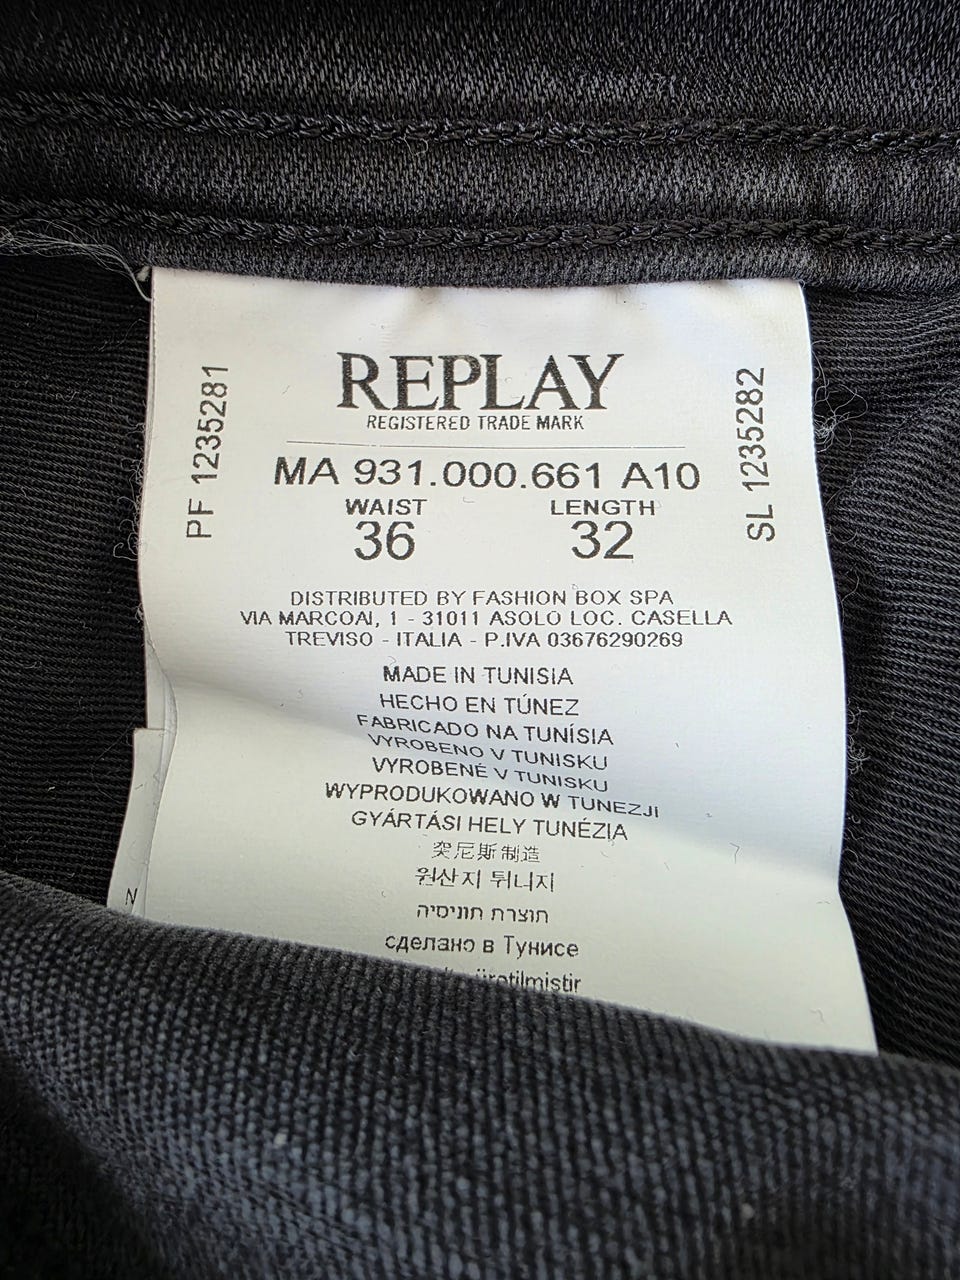 REPLAY
REGISTERED TRADE MARK
PF 1235281
SL 1235282
MA 931.000.661 A10
WAIST LENGTH
36 32
DISTRIBUTED BY FASHION BOX SPA
VIA MARCOAI, 1 - 31011 ASOLO LOC. CASELLA
TREVISO - ITALIA - P.IVA 03676290269
MADE IN TUNISIA
HECHO EN TÚNEZ
FABRICADO NA TUNÍSIA
VYROBENO V TUNISKU
VYROBENÉ V TUNISKU
WYPRODUKOWANO W TUNEZJI
GYÁRTÁSI HELY TUNÉZIA
突尼斯制造
원산지 튀니지
תוצרת תוניסיה
сделано в Тунисе
üretilmistir
N